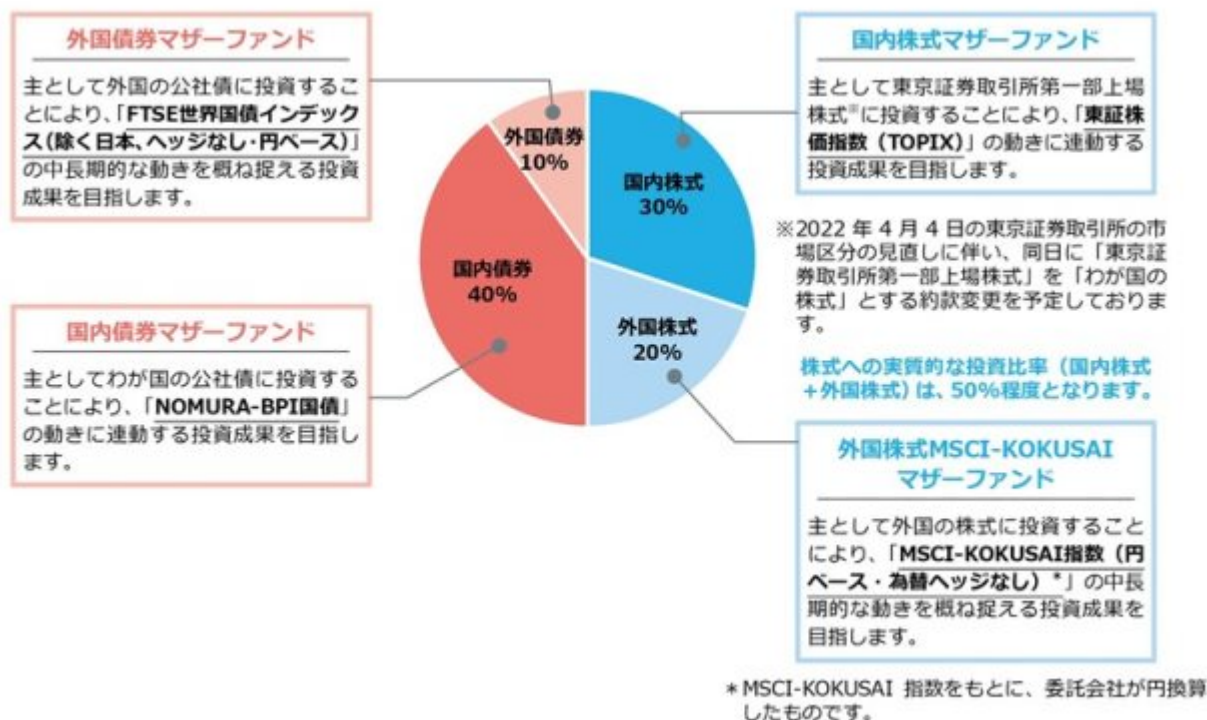 外国債券マザーファンド
主として外国の公社債に投資するこ
とにより、「FTSE世界国債インデック
ス(除く日本、ヘッジなし・円ベース)」
の中長期的な動きを概ね捉える投資
成果を目指します。
国内株式マザーファンド
主として東京証券取引所第一部上場
株式※に投資することにより、「東証株
価指数（TOPIX）」の動きに連動する
投資成果を目指します。
外国債券
10%
国内株式
30%
国内債券
40%
外国株式
20%
※2022 年 4 月 4 日の東京証券取引所の市
場区分の見直しに伴い、同日に「東京証
券取引所第一部上場株式」を「わが国の
株式」とする約款変更を予定しておりま
す。
株式への実質的な投資比率（国内株式
＋外国株式）は、50％程度となります。
国内債券マザーファンド
主としてわが国の公社債に投資する
ことにより、「NOMURA-BPI国債」
の動きに連動する投資成果を目指し
ます。
外国株式MSCI-KOKUSAI
マザーファンド
主として外国の株式に投資すること
により、「MSCI-KOKUSAI指数（円
ベース・為替ヘッジなし）*」の中長
期的な動きを概ね捉える投資成果を
目指します。
＊MSCI-KOKUSAI 指数をもとに、委託会社が円換算
したものです。